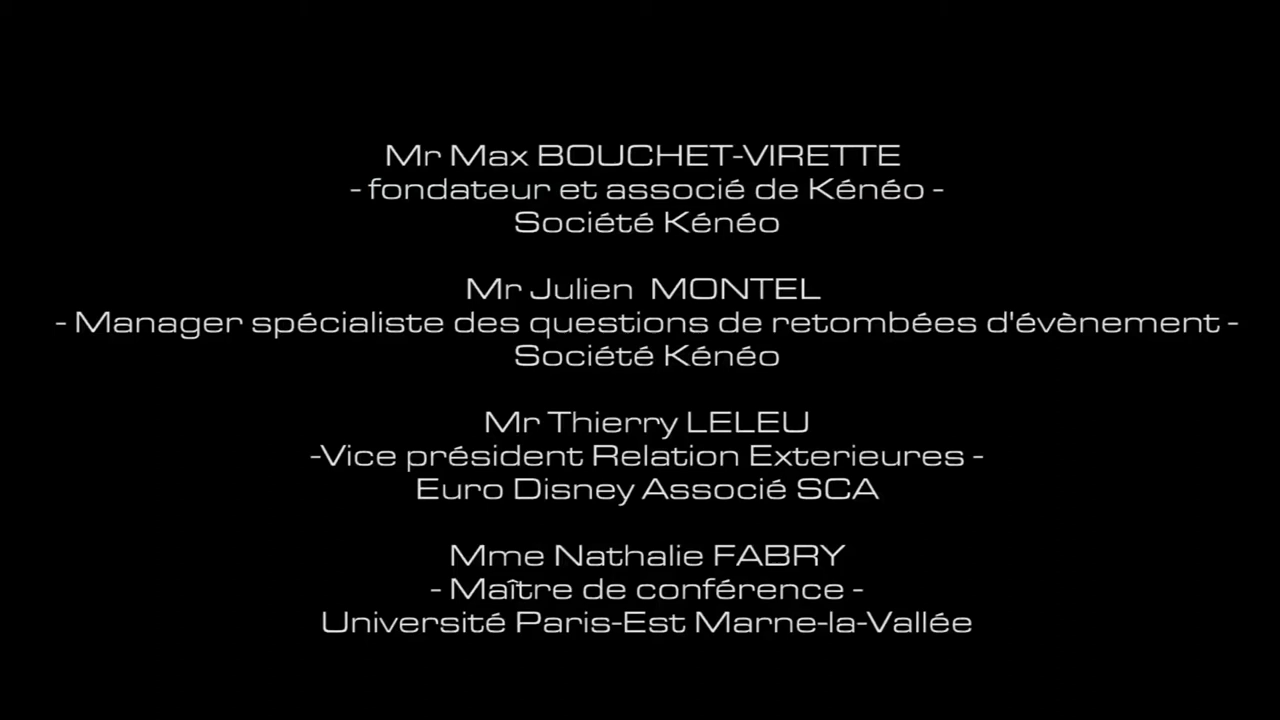 Mr Max BOUCHET-VIRETTE
- fondateur et associé de Kénéo -
Société Kénéo
Mr Julien  MONTEL
- Manager spécialiste des questions de retombées d'évènement -
Société Kénéo
Mr Thierry LELEU
-Vice président Relation Exterieures -
Euro Disney Associé SCA
Mme Nathalie FABRY
- Maître de conférence -
Université Paris-Est Marne-la-Vallée